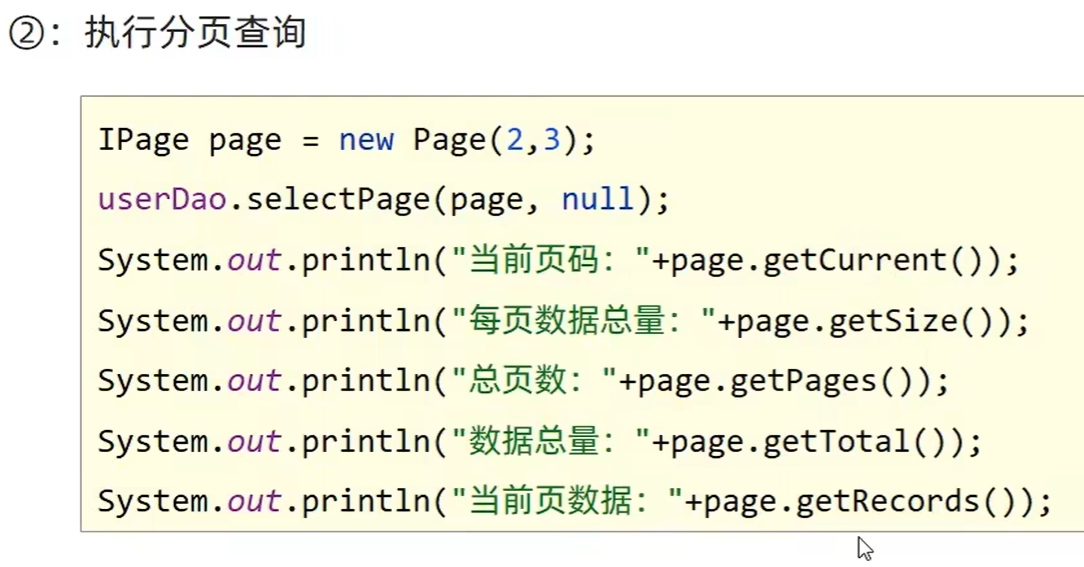 ②：执行分页查询
IPage page = new Page(2,3);
userDao.selectPage(page, null);
System.out.println("当前页码："+page.getCurrent());
System.out.println("每页数据总量："+page.getSize());
System.out.println("总页数："+page.getPages());
System.out.println("数据总量："+page.getTotal());
System.out.println("当前页数据："+page.getRecords());